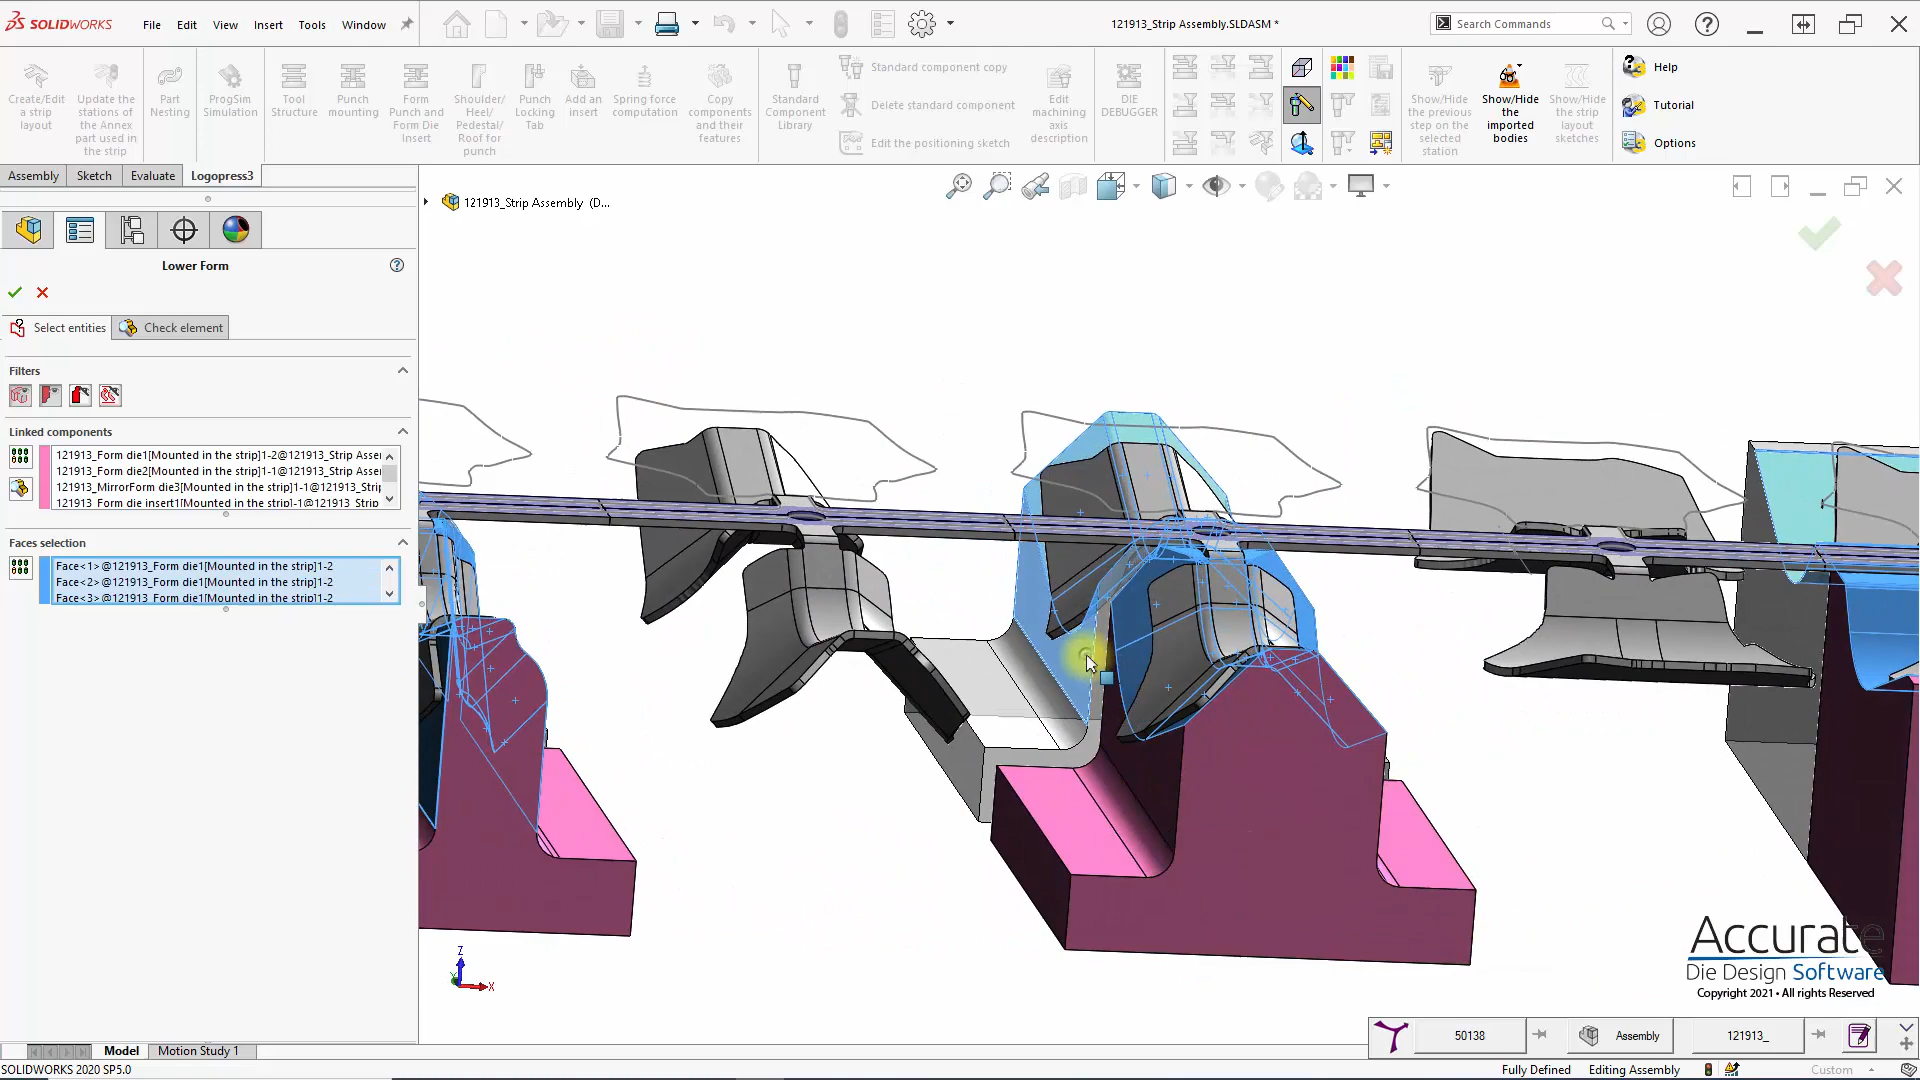 SOLIDWORKS
File Edit View Insert Tools Window
121913_Strip Assembly.SLDASM *
Search Commands
Create/Edit
a strip
layout
Update the
stations of
the Annex
part used in
the strip
Part
Nesting
ProgSim
Simulation
Tool
Structure
Punch
mounting
Form
Punch and
Form Die
Insert
Shoulder/
Heel/
Pedestal/
Roof for
punch
Punch
Locking
Tab
Add an
insert
Spring force
computation
Copy
components
and their
features
Standard
Component
Library
Standard component copy
Delete standard component
Edit the positioning sketch
Edit
machining
axis
description
DIE
DEBUGGER
Show/Hide
the previous
step on the
selected
station
Show/Hide
the
imported
bodies
Show/Hide
the strip
layout
sketches
Help
Tutorial
Options
Assembly Sketch Evaluate Logopress3
121913_Strip Assembly (D...
Lower Form
Select entities Check element
Filters
Linked components
121913_Form die1[Mounted in the strip]1-2@121913_Strip Asse
121913_Form die2[Mounted in the strip]1-1@121913_Strip Asse
121913_MirrorForm die3[Mounted in the strip]1-1@121913_Strip
121913_Form die insert1[Mounted in the strip]-1@121913_Strip
Faces selection
Face<1>@121913_Form die1[Mounted in the strip]1-2
Face<2>@121913_Form die1[Mounted in the strip]1-2
Face<3>@121913_Form die1[Mounted in the strip]1-2
Z
Y
X
Accurate
Die Design Software
Copyright 2021 • All rights Reserved
50138 Assembly 121913_
Model Motion Study 1
SOLIDWORKS 2020 SP5.0
Fully Defined Editing Assembly Custom